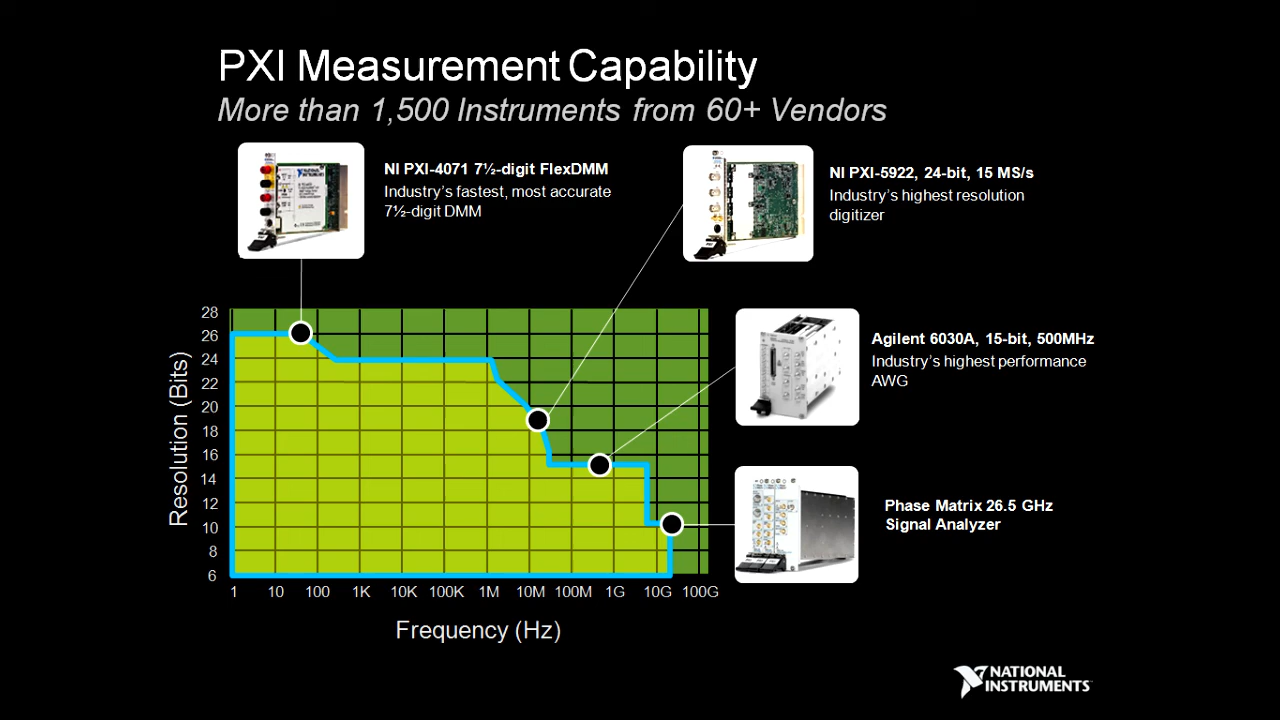 PXI Measurement Capability
More than 1,500 Instruments from 60+ Vendors
NI PXI-4071 7½-digit FlexDMM
Industry's fastest, most accurate
7½-digit DMM
NI PXI-5922, 24-bit, 15 MS/s
Industry's highest resolution
digitizer
Agilent 6030A, 15-bit, 500MHz
Industry's highest performance
AWG
Phase Matrix 26.5 GHz
Signal Analyzer
Resolution (Bits)
28
26
24
22
20
18
16
14
12
10
8
6
1 10 100 1K 10K 100K 1M 10M 100M 1G 10G 100G
Frequency (Hz)
NATIONAL
INSTRUMENTS